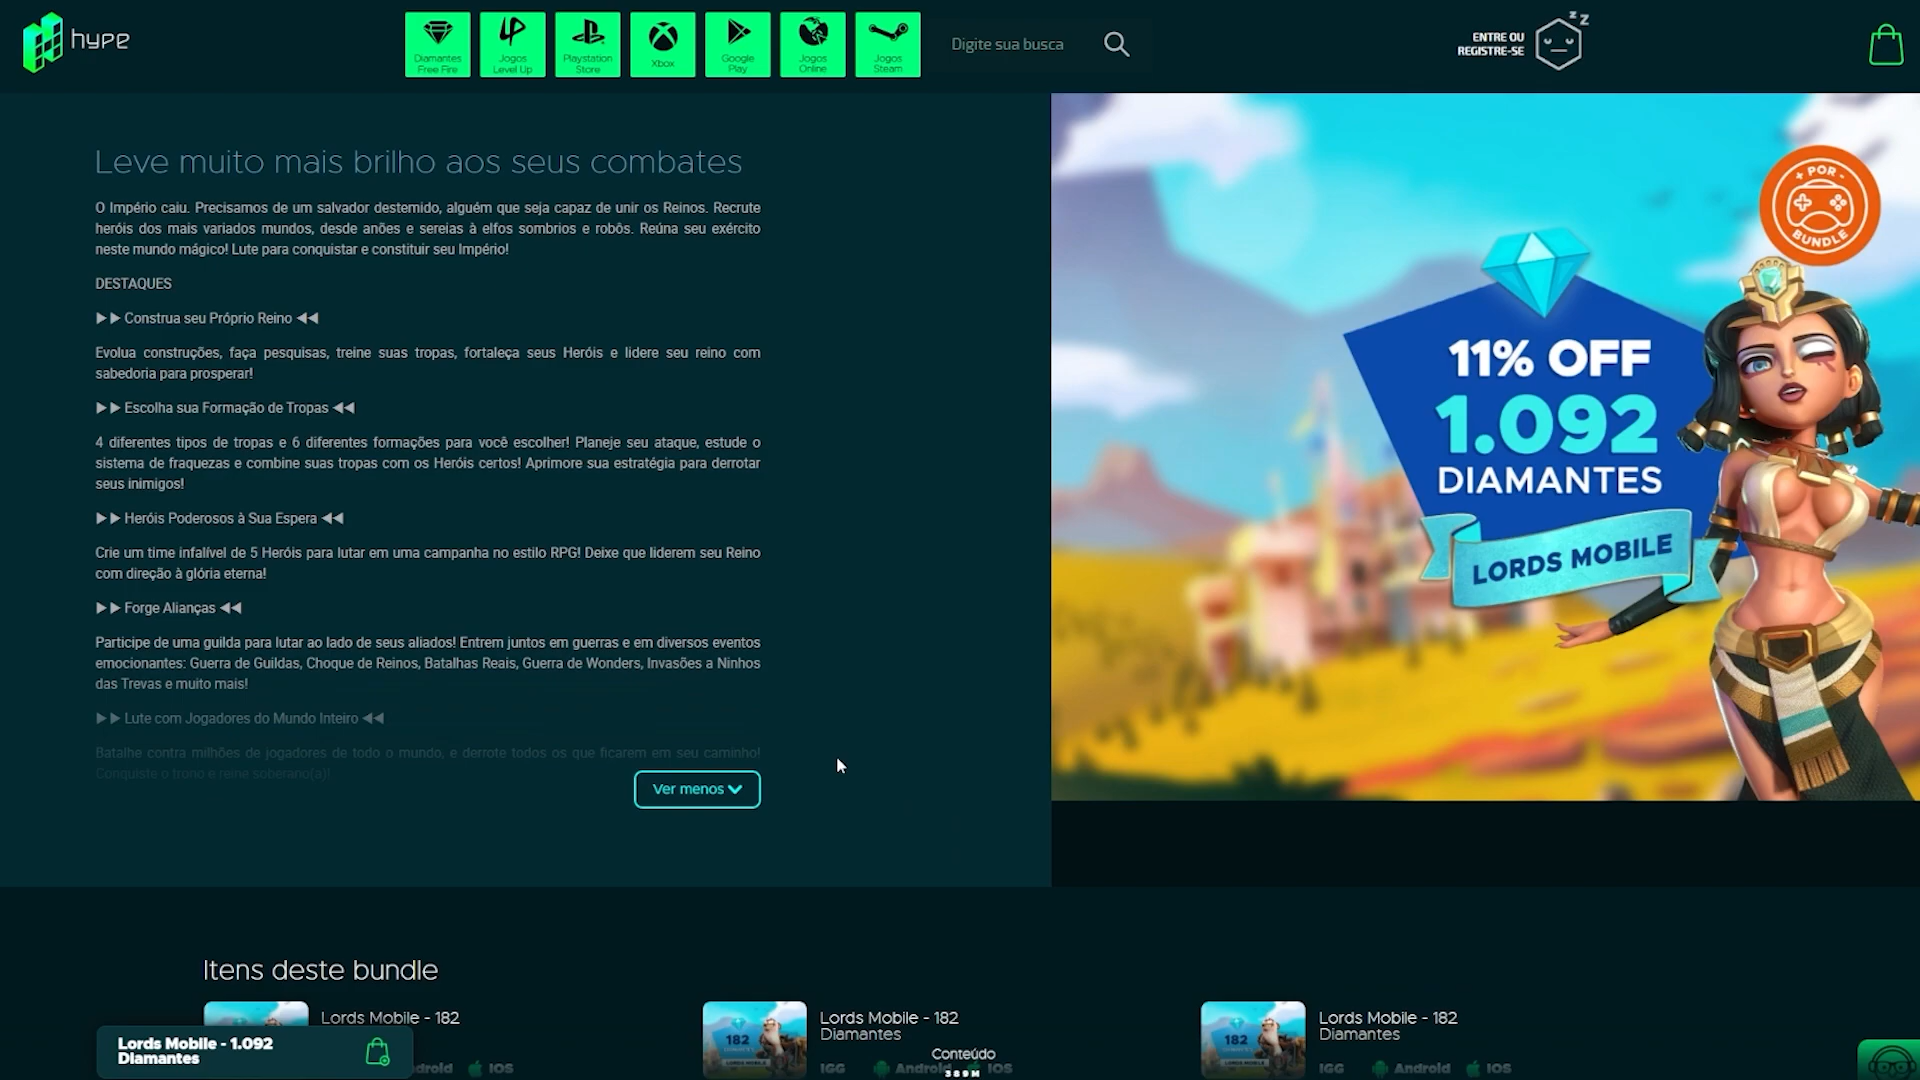 hype
Diamantes
Free Fire
Jogos
Level Up
Playstation
Store
Xbox
Google
Play
Jogos
Online
Jogos
Steam
Digite sua busca
ENTRE OU
REGISTRE-SE
z z
Leve muito mais brilho aos seus combates
O Império caiu. Precisamos de um salvador destemido, alguém que seja capaz de unir os Reinos. Recrute
heróis dos mais variados mundos, desde anões e sereias à elfos sombrios e robôs. Reúna seu exército
neste mundo mágico! Lute para conquistar e constituir seu Império!
DESTAQUES
▶▶ Construa seu Próprio Reino ◀◀
Evolua construções, faça pesquisas, treine suas tropas, fortaleça seus Heróis e lidere seu reino com
sabedoria para prosperar!
▶▶ Escolha sua Formação de Tropas ◀◀
4 diferentes tipos de tropas e 6 diferentes formações para você escolher! Planeje seu ataque, estude o
sistema de fraquezas e combine suas tropas com os Heróis certos! Aprimore sua estratégia para derrotar
seus inimigos!
▶▶ Heróis Poderosos à Sua Espera ◀◀
Crie um time infalível de 5 Heróis para lutar em uma campanha no estilo RPG! Deixe que liderem seu Reino
com direção à glória eterna!
▶▶ Forge Alianças ◀◀
Participe de uma guilda para lutar ao lado de seus aliados! Entrem juntos em guerras e em diversos eventos
emocionantes: Guerra de Guildas, Choque de Reinos, Batalhas Reais, Guerra de Wonders, Invasões a Ninhos
das Trevas e muito mais!
▶▶ Lute com Jogadores do Mundo Inteiro ◀◀
Batalhe contra milhões de jogadores de todo o mundo, e derrote todos os que ficarem em seu caminho!
Conquiste o trono e reine soberano(a)!
Ver menos
+ POR -
BUNDLE
11% OFF
1.092
DIAMANTES
LORDS MOBILE
Itens deste bundle
Lords Mobile - 182
Lords Mobile - 1.092
Diamantes
droid
IOS
182
Lords Mobile - 182
Diamantes
IGG
Android
IOS
Conteúdo
389M
182
Lords Mobile - 182
Diamantes
IGG
Android
IOS